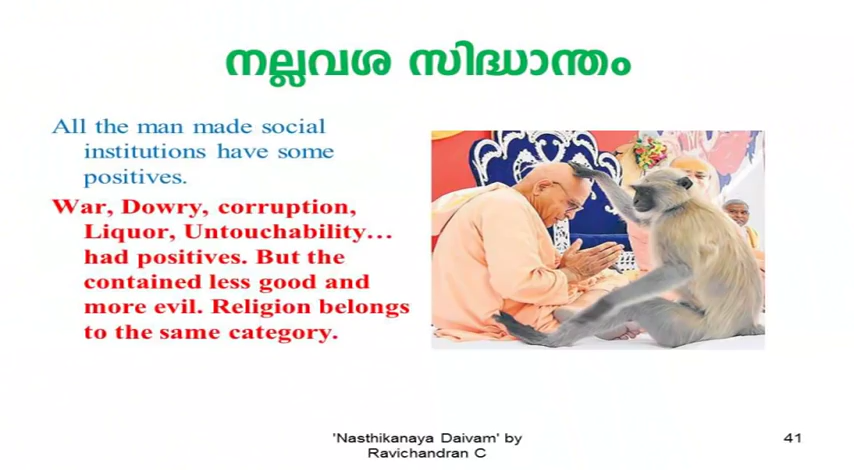 നല്ലവശ സിദ്ധാന്തം
All the man made social
institutions have some
positives.
War, Dowry, corruption,
Liquor, Untouchability…
had positives. But the
contained less good and
more evil. Religion belongs
to the same category.
'Nasthikanaya Daivam' by
Ravichandran C
41